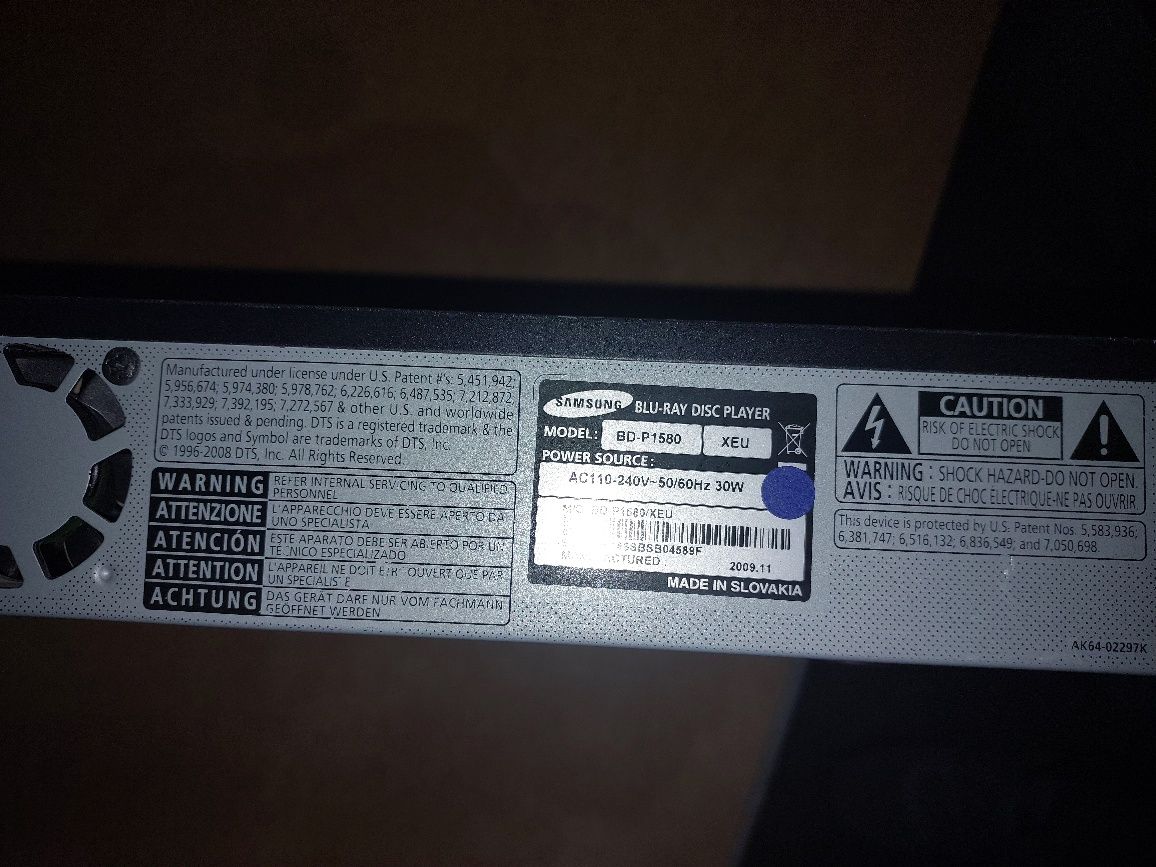 Manufactured under license under U.S. Patent #'s: 5,451,942;
5,956,674; 5,974,380; 5,978,762; 6,226,616; 6,487,535; 7,212,872;
7,333,929; 7,392,195; 7,272,567 & other U.S. and worldwide
patents issued & pending. DTS is a registered trademark & the
DTS logos and Symbol are trademarks of DTS, Inc.
© 1996-2008 DTS, Inc. All Rights Reserved.
WARNING REFER INTERNAL SERVICING TO QUALIFIED
PERSONNEL
ATTENZIONE L'APPARECCHIO DEVE ESSERE APERTO DA
UNO SPECIALISTA
ATENCIÓN ESTE APARATO DEBE SER ABIERTO POR UN
TECNICO ESPECIALIZADO
ATTENTION L'APPAREIL NE DOIT ETRE OUVERT QUE PAR
UN SPECIALISTE
ACHTUNG DAS GERÄT DARF NUR VOM FACHMANN
GEÖFFNET WERDEN
SAMSUNG BLU-RAY DISC PLAYER
MODEL: BD-P1580 XEU
POWER SOURCE:
AC110-240V~50/60Hz 30W
BD-P1580/XEU
2009.11
MADE IN SLOVAKIA
CAUTION
RISK OF ELECTRIC SHOCK
DO NOT OPEN
WARNING : SHOCK HAZARD-DO NOT OPEN.
AVIS : RISQUE DE CHOC ÉLECTRIQUE-NE PAS OUVRIR.
This device is protected by U.S. Patent Nos. 5,583,936;
6,381,747; 6,516,132; 6,836,549; and 7,050,698.
AK64-02297K